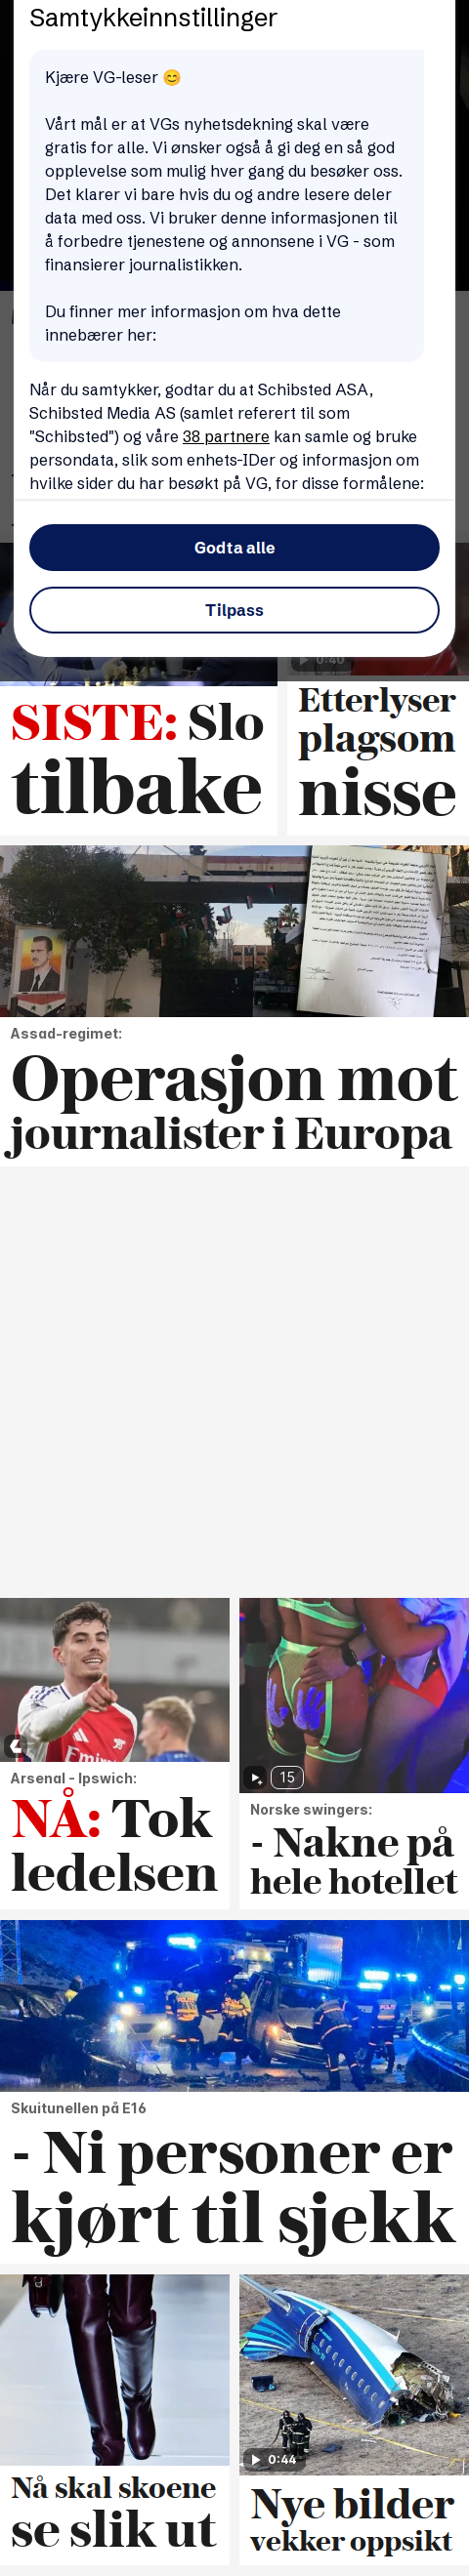 Samtykkeinnstillinger
Kjære VG-leser 😊
Vårt mål er at VGs nyhetsdekning skal være
gratis for alle. Vi ønsker også å gi deg en så god
opplevelse som mulig hver gang du besøker oss.
Det klarer vi bare hvis du og andre lesere deler
data med oss. Vi bruker denne informasjonen til
å forbedre tjenestene og annonsene i VG - som
finansierer journalistikken.
Du finner mer informasjon om hva dette
innebærer her:
Når du samtykker, godtar du at Schibsted ASA,
Schibsted Media AS (samlet referert til som
"Schibsted") og våre 38 partnere kan samle og bruke
persondata, slik som enhets-IDer og informasjon om
hvilke sider du har besøkt på VG, for disse formålene:
Godta alle
Tilpass
0:40
SISTE: Slo
tilbake
Etterlyser
plagsom
nisse
Assad-regimet:
Operasjon mot
journalister i Europa
Arsenal - Ipswich:
NÅ: Tok
ledelsen
15
Norske swingers:
- Nakne på
hele hotellet
Skuitunellen på E16
- Ni personer er
kjørt til sjekk
Nå skal skoene
se slik ut
0:44
Nye bilder
vekker oppsikt